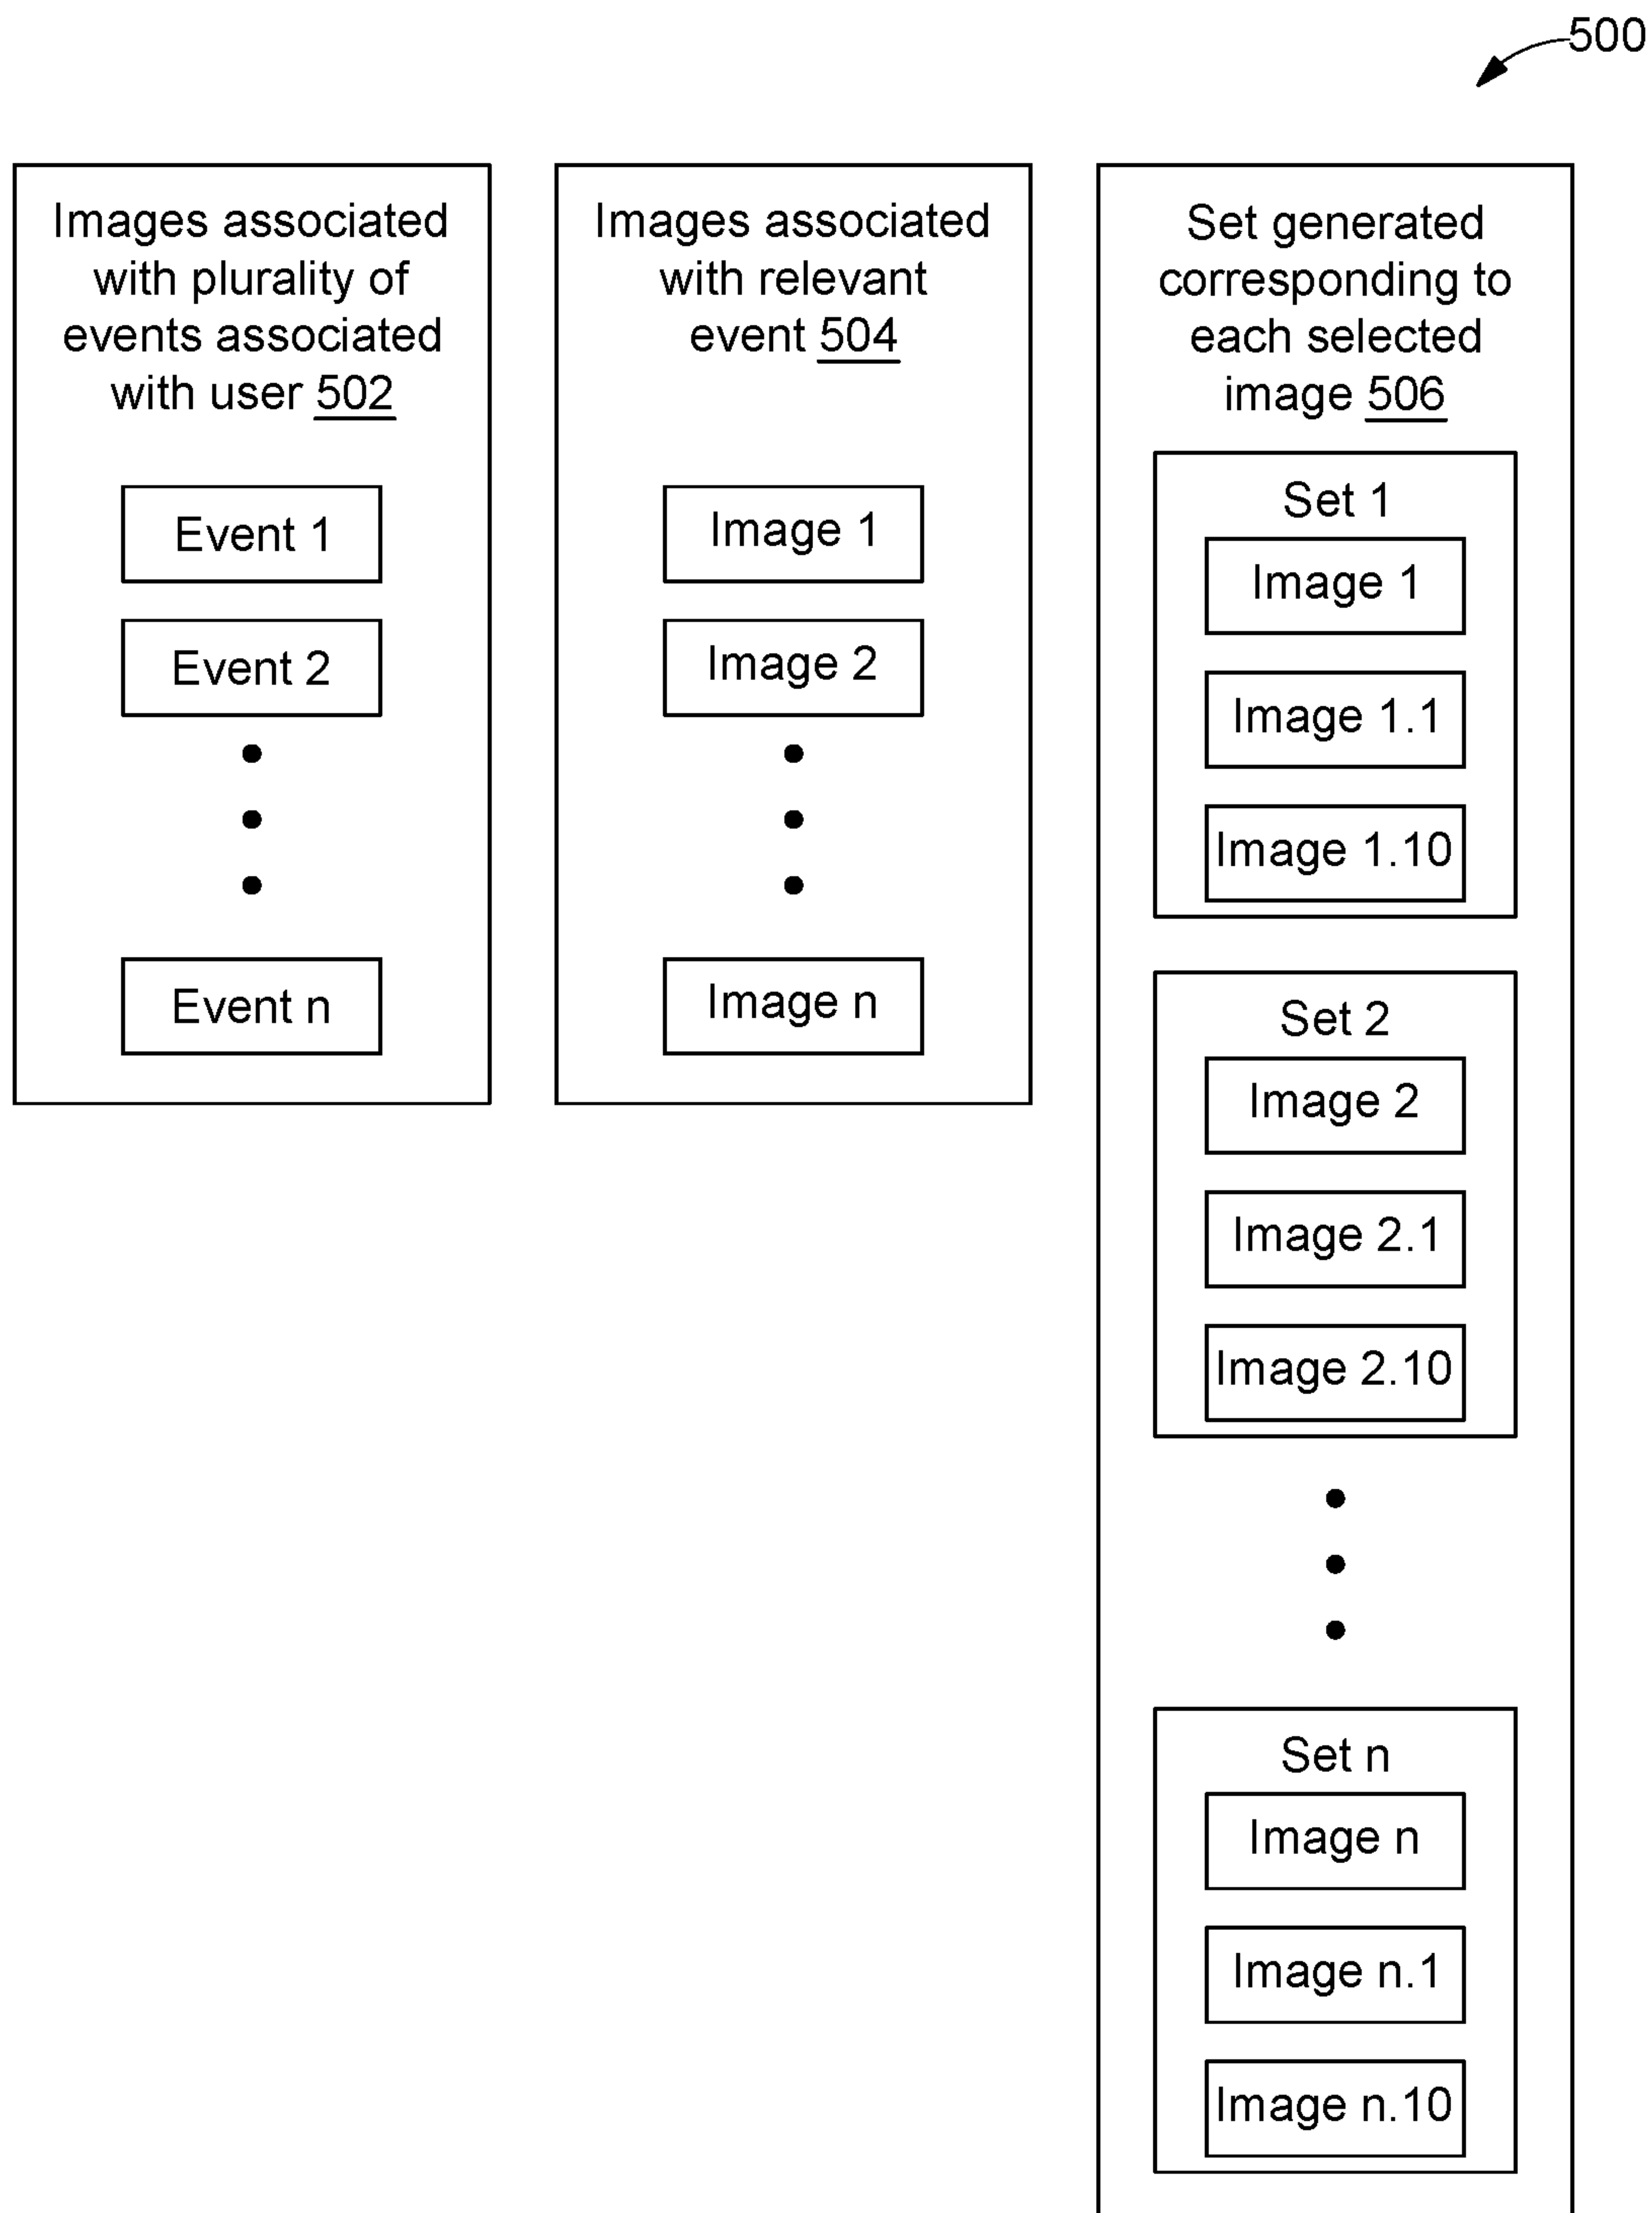 500
Images associated
with plurality of
events associated
with user 502
Event 1
Event 2
Event n
Images associated
with relevant
event 504
Image 1
Image 2
Image n
Set generated
corresponding to
each selected
image 506
Set 1
Image 1
Image 1.1
Image 1.10
Set 2
Image 2
Image 2.1
Image 2.10
Set n
Image n
Image n.1
Image n.10